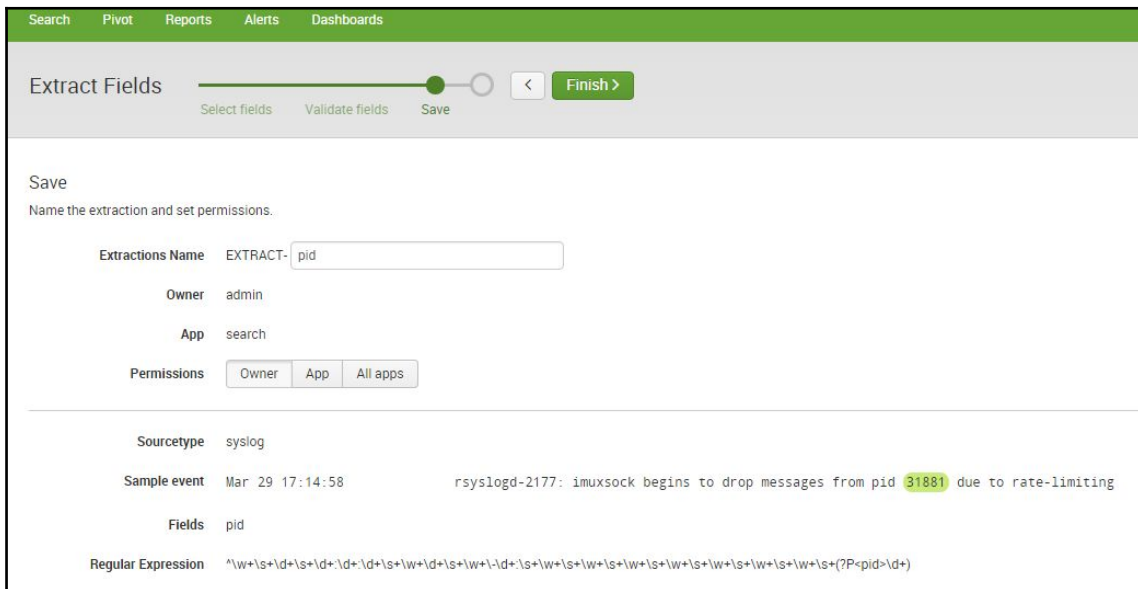 Search Pivot Reports Alerts Dashboards
Extract Fields
Select fields Validate fields Save
< Finish >
Save
Name the extraction and set permissions.
Extractions Name EXTRACT- pid
Owner admin
App search
Permissions Owner App All apps
Sourcetype syslog
Sample event Mar 29 17:14:58 rsyslogd-2177: imuxsock begins to drop messages from pid 31881 due to rate-limiting
Fields pid
Regular Expression ^\w+\s+\d+\s+\d+:\d+:\d+\s+\w+\d+\s+\w+\-\d+:\s+\w+\s+\w+\s+\w+\s+\w+\s+\w+\s+\w+\s+\w+\s+(?P<pid>\d+)